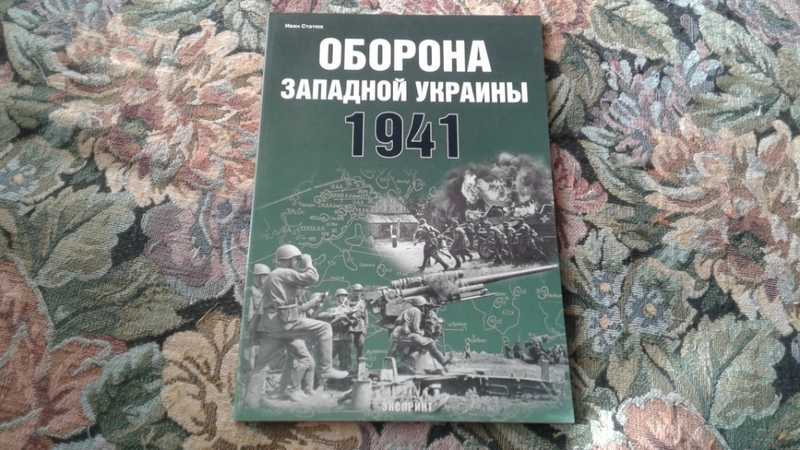 Иван Статюк
ОБОРОНА
ЗАПАДНОЙ УКРАИНЫ
1941
ЭКСПРИНТ